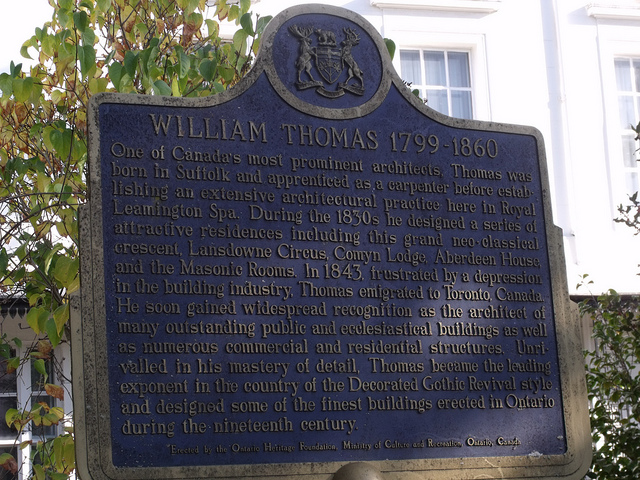 WILLIAM THOMAS 1799-1860
One of Canada's most prominent architects, Thomas was
born in Suffolk and apprenticed as a carpenter before estab-
lishing an extensive architectural practice here in Royal
Leamington Spa. During the 1830s he designed a series of
attractive residences including this grand neo-classical
crescent, Lansdowne Circus, Comyn Lodge, Aberdeen House
and the Masonic Rooms. In 1843, frustrated by a depression
in the building industry, Thomas emigrated to Toronto, Canada.
He soon gained widespread recognition as the architect of
many outstanding public and ecclesiastical buildings as well
as numerous commercial and residential structures. Unri-
valled in his mastery of detail, Thomas became the leading
exponent in the country of the Decorated Gothic Revival style
and designed some of the finest buildings erected in Ontario
during the nineteenth century.
Erected by the Ontario Heritage Foundation, Ministry of Culture and Recreation, Ontario, Canada